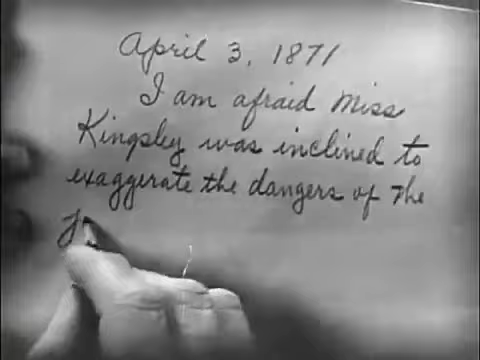 April 3, 1871
I am afraid Miss
Kingsley was inclined to
exaggerate the dangers of the